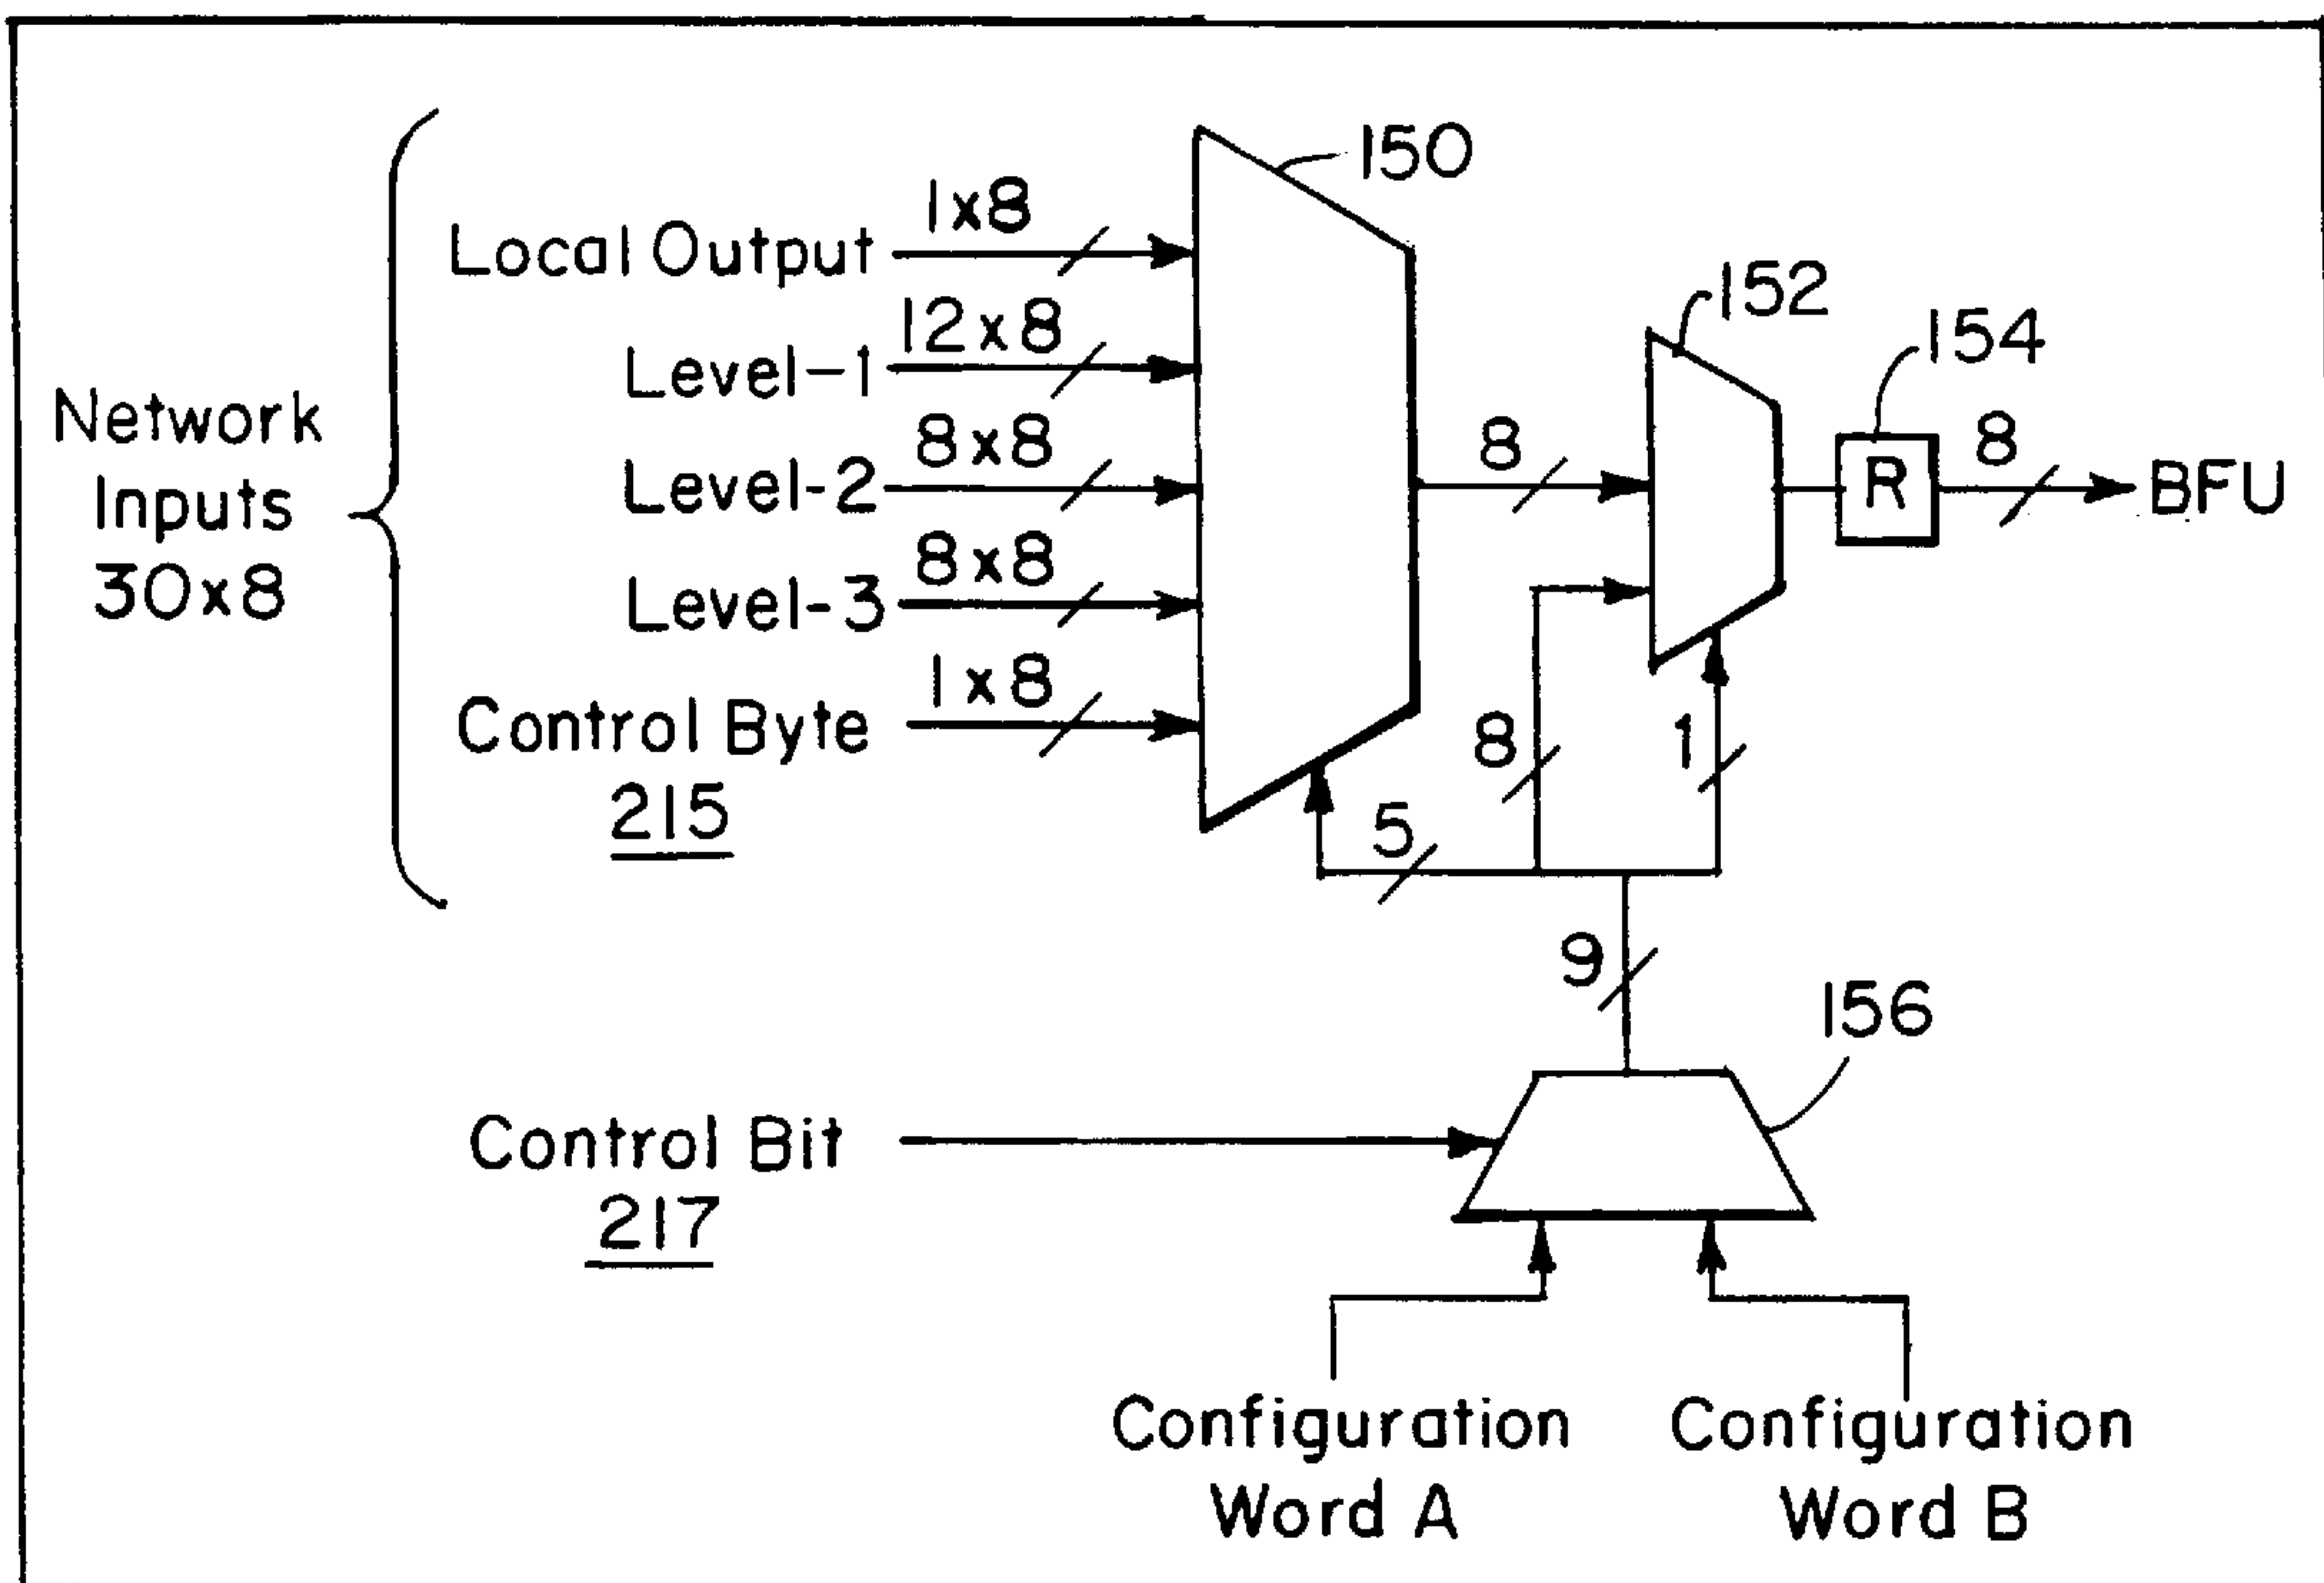 150
1x8
Local Output
12x8
Level-1
152
154
Network
Inputs
30x8
8x8
Level-2
8
R
8
BFU
8x8
Level-3
1x8
Control Byte
215
8
1
5
9
156
Control Bit
217
Configuration
Word A
Configuration
Word B